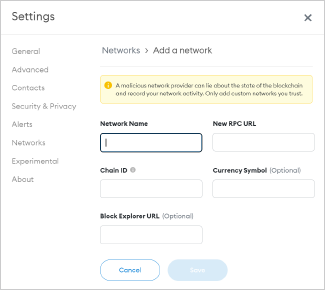 Settings
General
Advanced
Contacts
Security & Privacy
Alerts
Networks
Experimental
About
Networks > Add a network
A malicious network provider can lie about the state of the blockchain
and record your network activity. Only add custom networks you trust.
Network Name
New RPC URL
Chain ID
Currency Symbol (Optional)
Block Explorer URL (Optional)
Cancel
Save